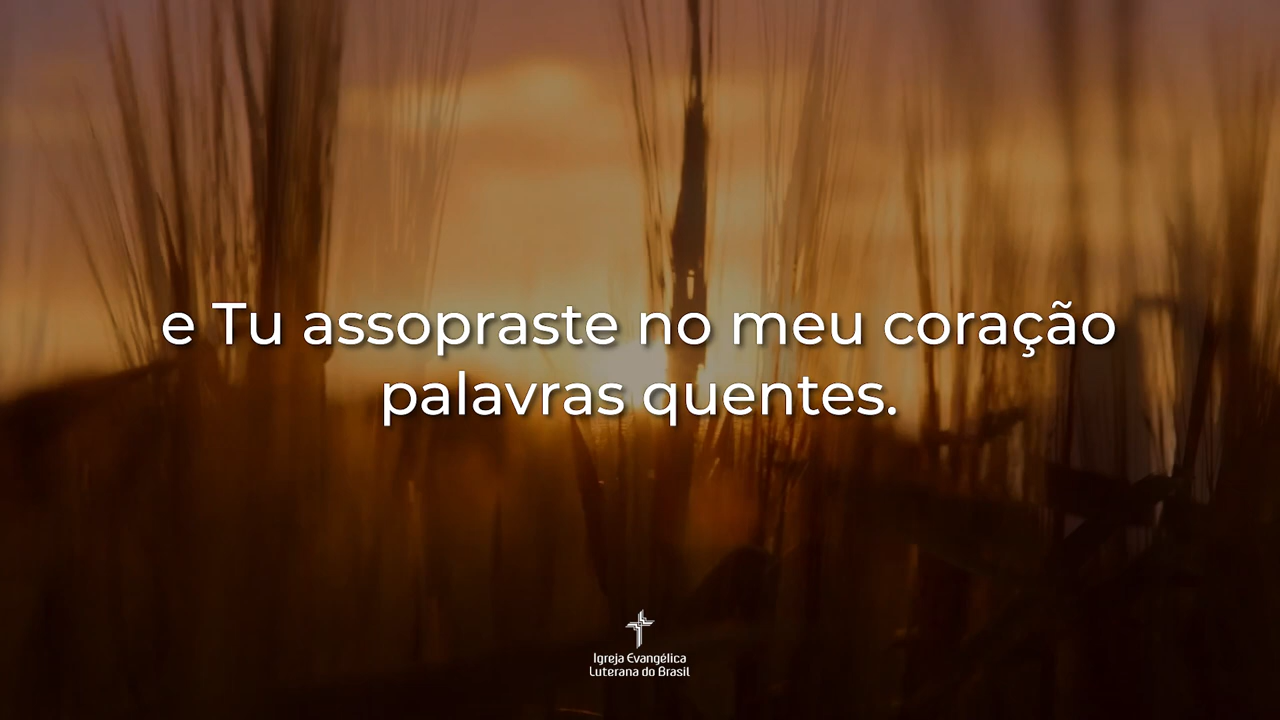 e Tu assopraste no meu coração
palavras quentes.
Igreja Evangélica
Luterana do Brasil